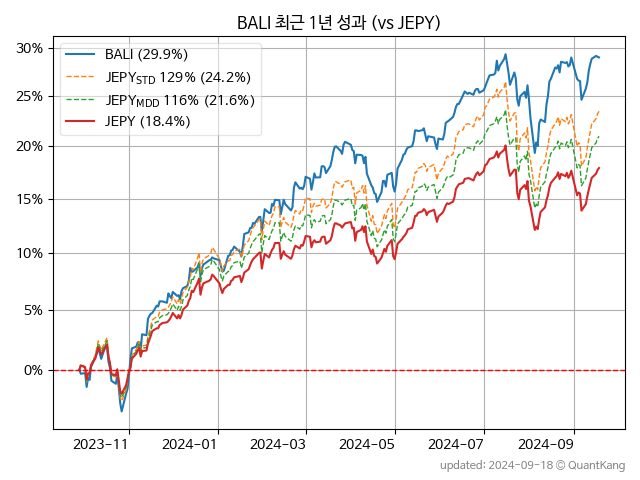 BALI 최근 1년 성과 (vs JEPY)
30%
25%
20%
15%
10%
5%
0%
BALI (29.9%)
JEPYSTD 129% (24.2%)
JEPYMDD 116% (21.6%)
JEPY (18.4%)
2023-11 2024-01 2024-03 2024-05 2024-07 2024-09
updated: 2024-09-18 © QuantKang